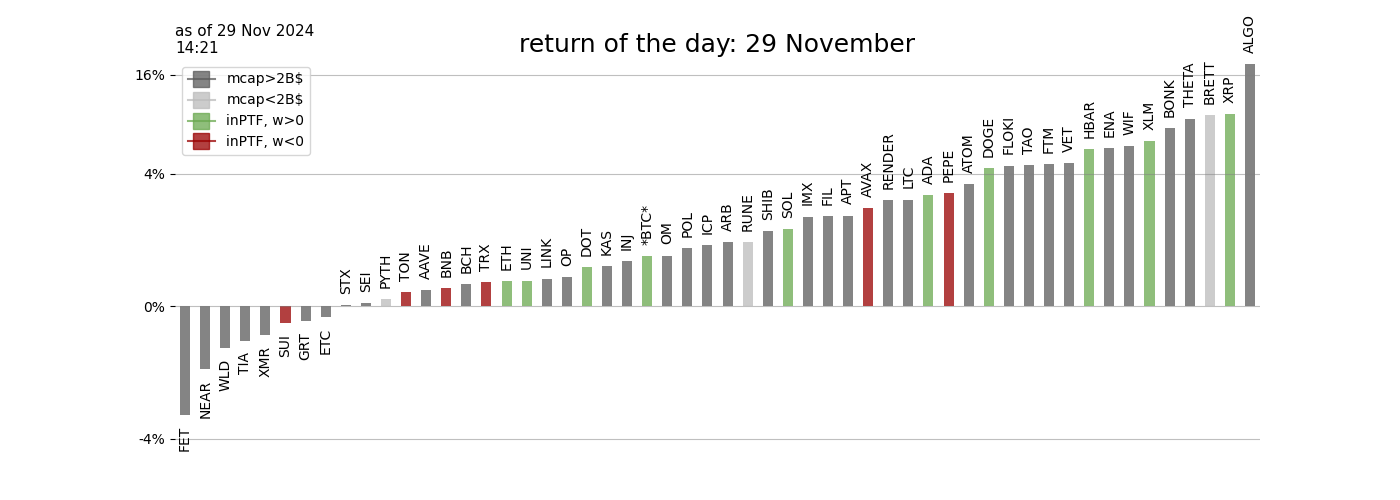 as of 29 Nov 2024
14:21
return of the day: 29 November
mcap>2B$
mcap<2B$
inPTF, w>0
inPTF, w<0
16%
4%
0%
-4%
FET
NEAR
WLD
TIA
XMR
SUI
GRT
ETC
STX
SEI
PYTH
TON
AAVE
BNB
BCH
TRX
ETH
UNI
LINK
OP
DOT
KAS
INJ
*BTC*
OM
POL
ICP
ARB
RUNE
SHIB
SOL
IMX
FIL
APT
AVAX
RENDER
LTC
ADA
PEPE
ATOM
DOGE
FLOKI
TAO
FTM
VET
HBAR
ENA
WIF
XLM
BONK
THETA
BRETT
XRP
ALGO